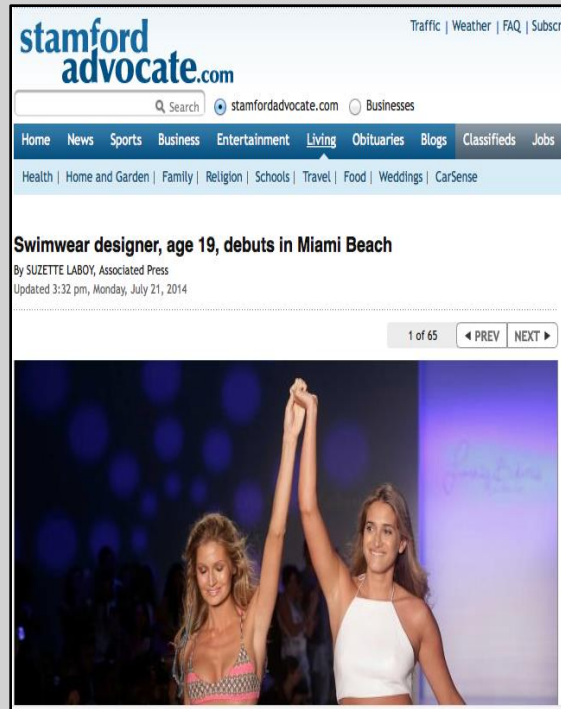 Traffic | Weather | FAQ | Subscr
stamford
advocate.com
Search stamfordadvocate.com Businesses
Home News Sports Business Entertainment Living Obituaries Blogs Classifieds Jobs
Health | Home and Garden | Family | Religion | Schools | Travel | Food | Weddings | CarSense
Swimwear designer, age 19, debuts in Miami Beach
By SUZETTE LABOY, Associated Press
Updated 3:32 pm, Monday, July 21, 2014
1 of 65 ◀ PREV NEXT ▶